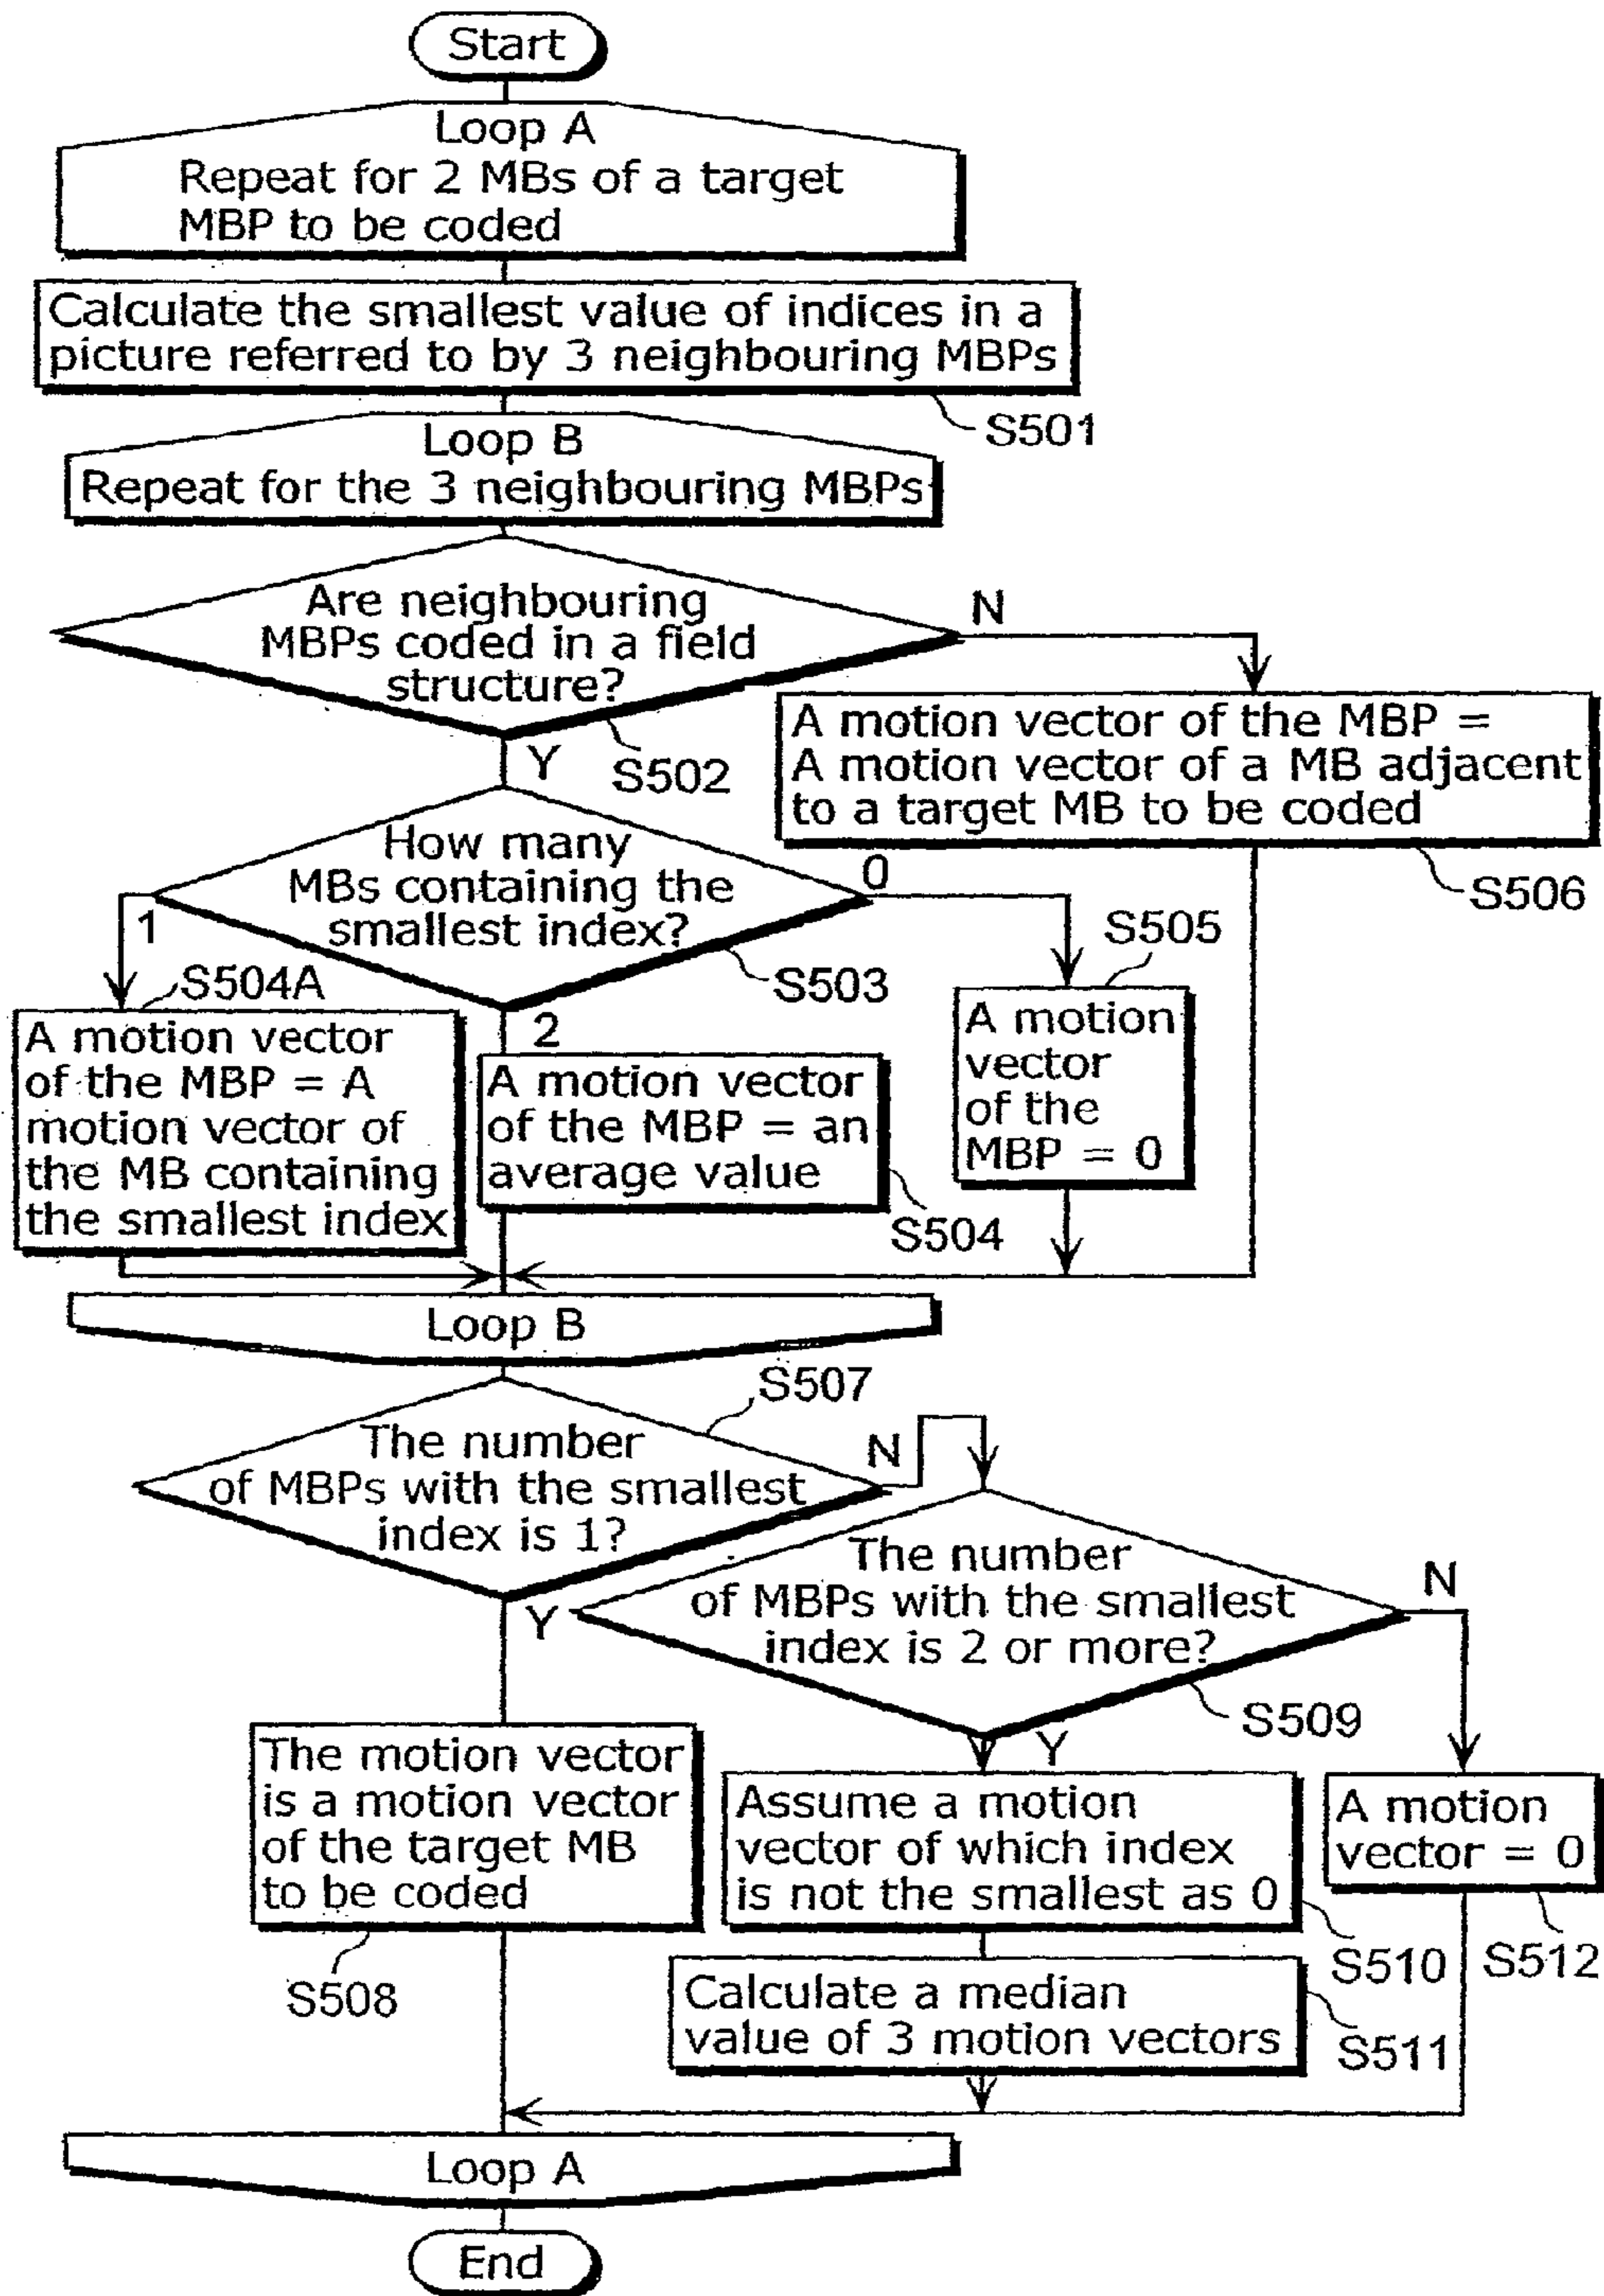 Start
Loop A
Repeat for 2 MBs of a target
MBP to be coded
Calculate the smallest value of indices in a
picture referred to by 3 neighbouring MBPs
S501
Loop B
Repeat for the 3 neighbouring MBPs
Are neighbouring
MBPs coded in a field
structure?
N
Y
S502
A motion vector of the MBP =
A motion vector of a MB adjacent
to a target MB to be coded
S506
How many
MBs containing the
smallest index?
0
1
2
S503
S505
S504A
A motion vector
of the MBP = A
motion vector of
the MB containing
the smallest index
A motion vector
of the MBP = an
average value
S504
A motion
vector
of the
MBP = 0
Loop B
S507
The number
of MBPs with the smallest
index is 1?
N
Y
The number
of MBPs with the smallest
index is 2 or more?
N
Y
S509
The motion vector
is a motion vector
of the target MB
to be coded
S508
Assume a motion
vector of which index
is not the smallest as 0
S510
A motion
vector = 0
S512
Calculate a median
value of 3 motion vectors
S511
Loop A
End